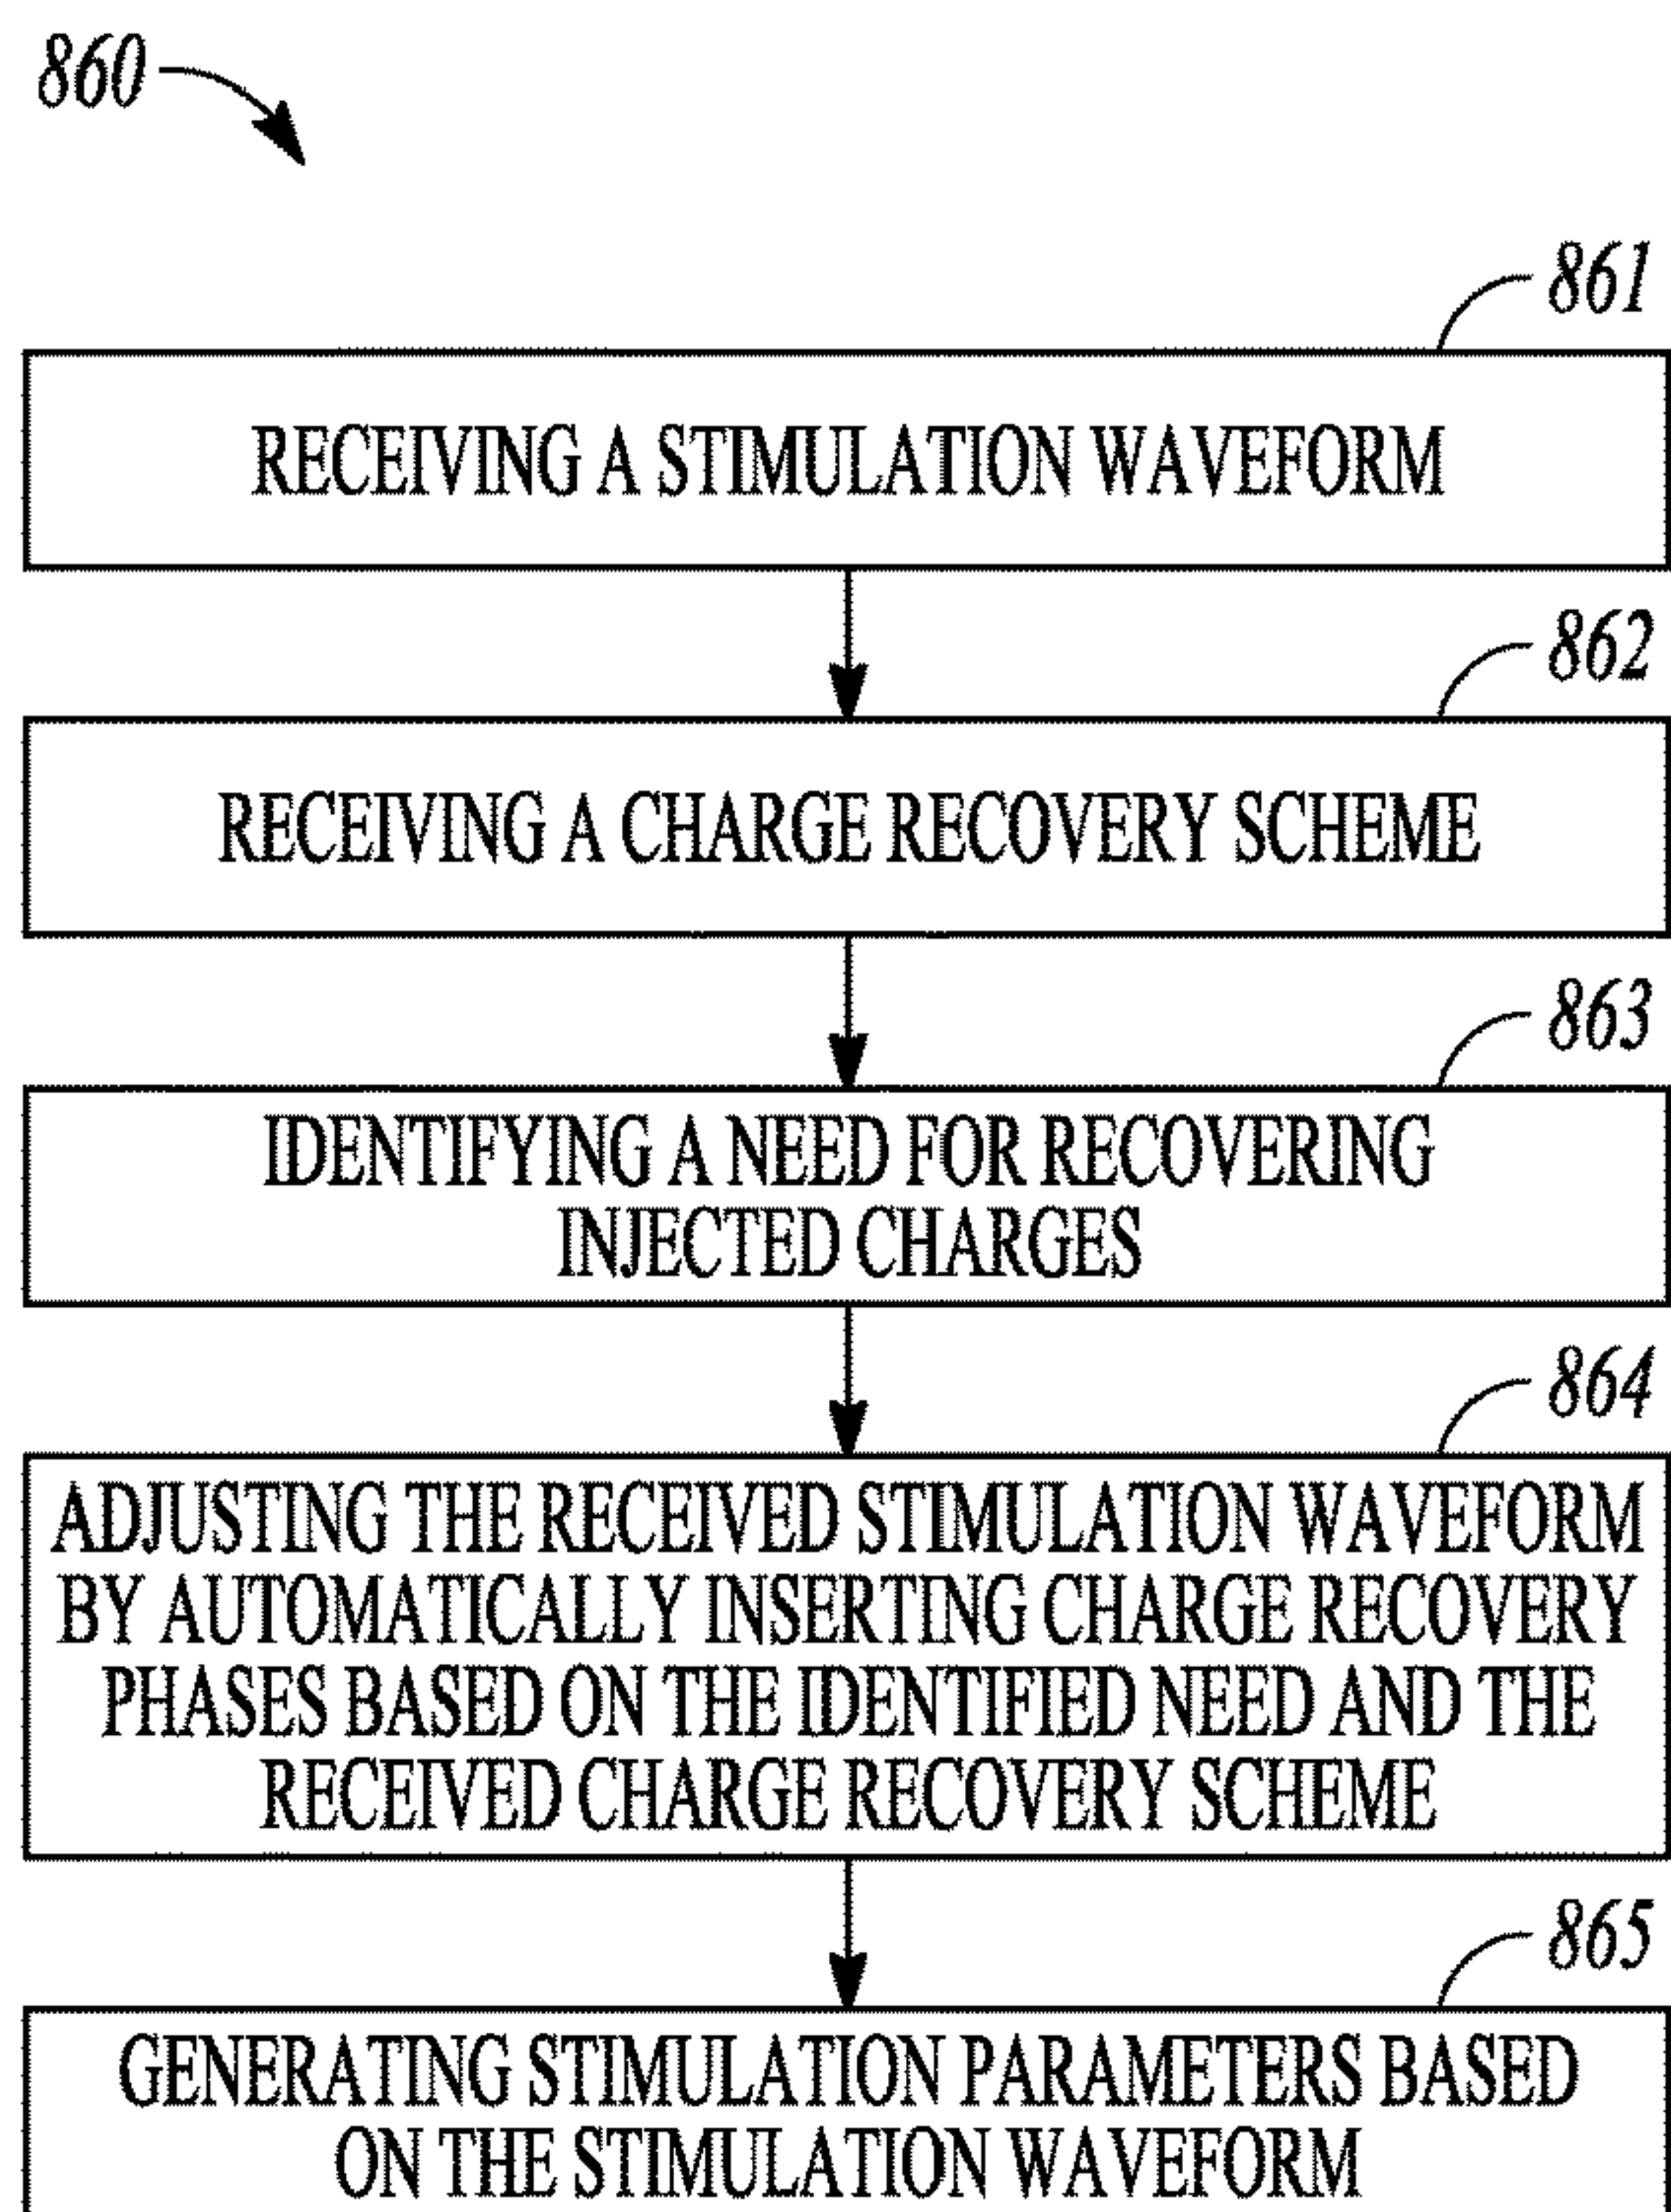 860
861
RECEIVING A STIMULATION WAVEFORM
862
RECEIVING A CHARGE RECOVERY SCHEME
863
IDENTIFYING A NEED FOR RECOVERING
INJECTED CHARGES
864
ADJUSTING THE RECEIVED STIMULATION WAVEFORM
BY AUTOMATICALLY INSERTING CHARGE RECOVERY
PHASES BASED ON THE IDENTIFIED NEED AND THE
RECEIVED CHARGE RECOVERY SCHEME
865
GENERATING STIMULATION PARAMETERS BASED
ON THE STIMULATION WAVEFORM